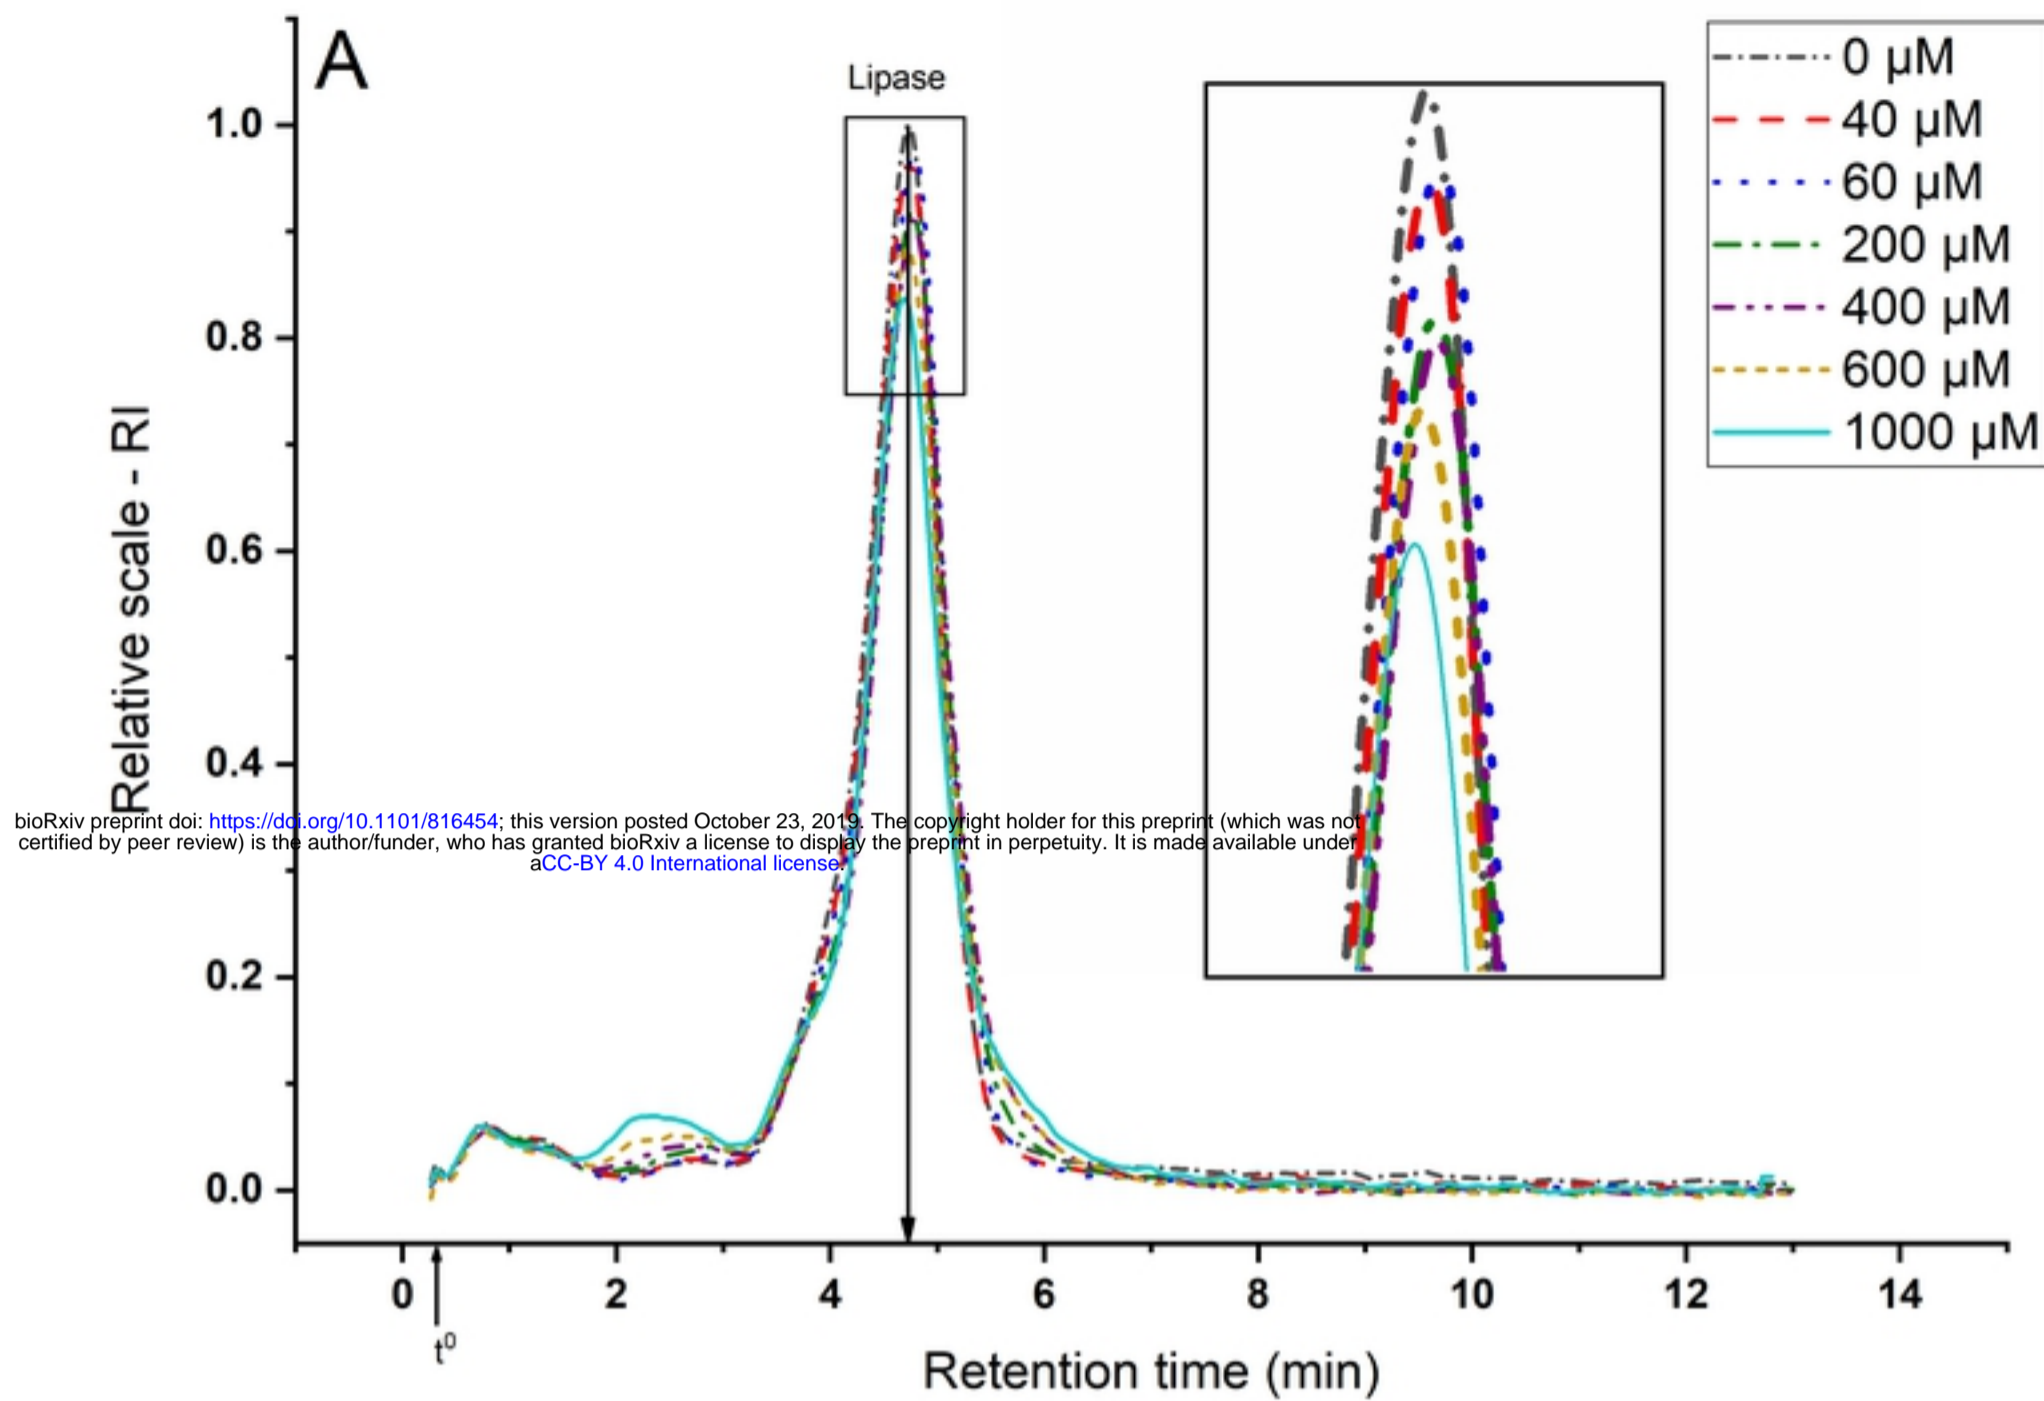 A
Lipase
0 µM
40 µM
60 µM
200 µM
400 µM
600 µM
1000 µM
1.0
0.8
0.6
0.4
0.2
0.0
Relative scale - RI
bioRxiv preprint doi: https://doi.org/10.1101/816454; this version posted October 23, 2019. The copyright holder for this preprint (which was not
certified by peer review) is the author/funder, who has granted bioRxiv a license to display the preprint in perpetuity. It is made available under
aCC-BY 4.0 International license.
0 2 4 6 8 10 12 14
t⁰
Retention time (min)